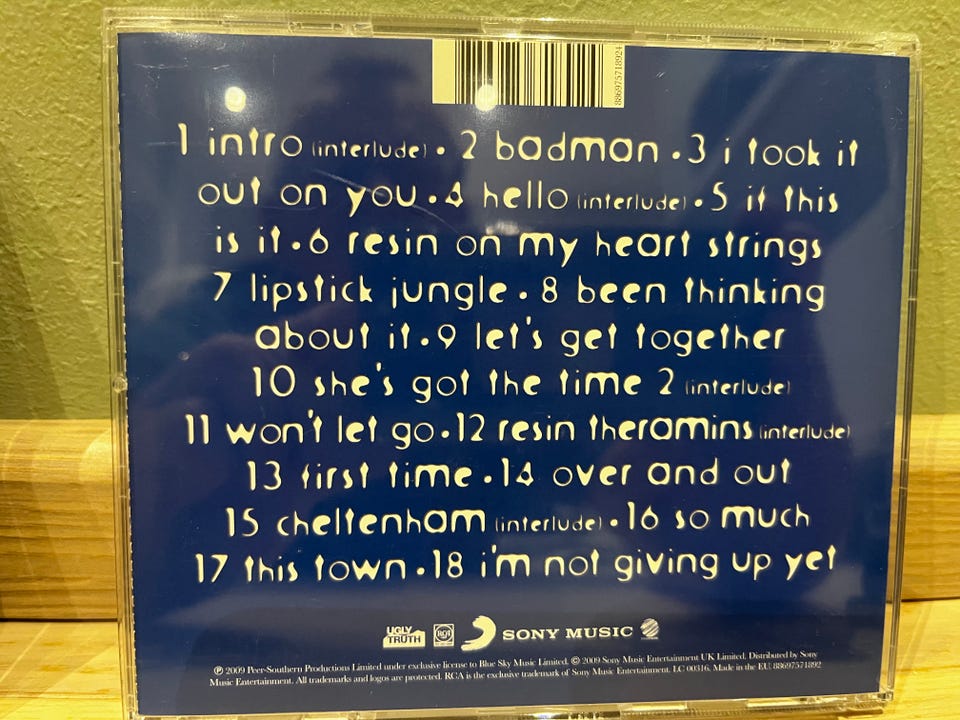 886975718924
1 intro (interlude) • 2 badman • 3 i took it
out on you • 4 hello (interlude) • 5 if this
is it • 6 resin on my heart strings
7 lipstick jungle • 8 been thinking
about it • 9 let's get together
10 she's got the time 2 (interlude)
11 won't let go • 12 resin theramins (interlude)
13 first time • 14 over and out
15 cheltenham (interlude) • 16 so much
17 this town • 18 i'm not giving up yet
UGLY TRUTH RCA SONY MUSIC
℗ 2009 Peer-Southern Productions Limited under exclusive license to Blue Sky Music Limited. © 2009 Sony Music Entertainment UK Limited. Distributed by Sony
Music Entertainment. All trademarks and logos are protected. RCA is the exclusive trademark of Sony Music Entertainment. LC 00316. Made in the EU. 88697571892